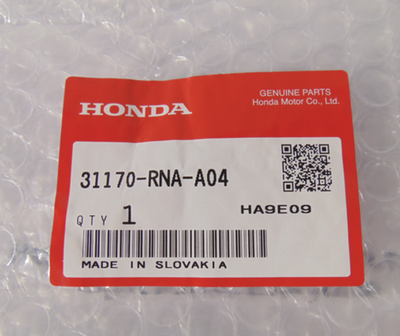 HONDA
GENUINE PARTS
Honda Motor Co., Ltd.
31170-RNA-A04
QTY 1
HA9E09
MADE IN SLOVAKIA